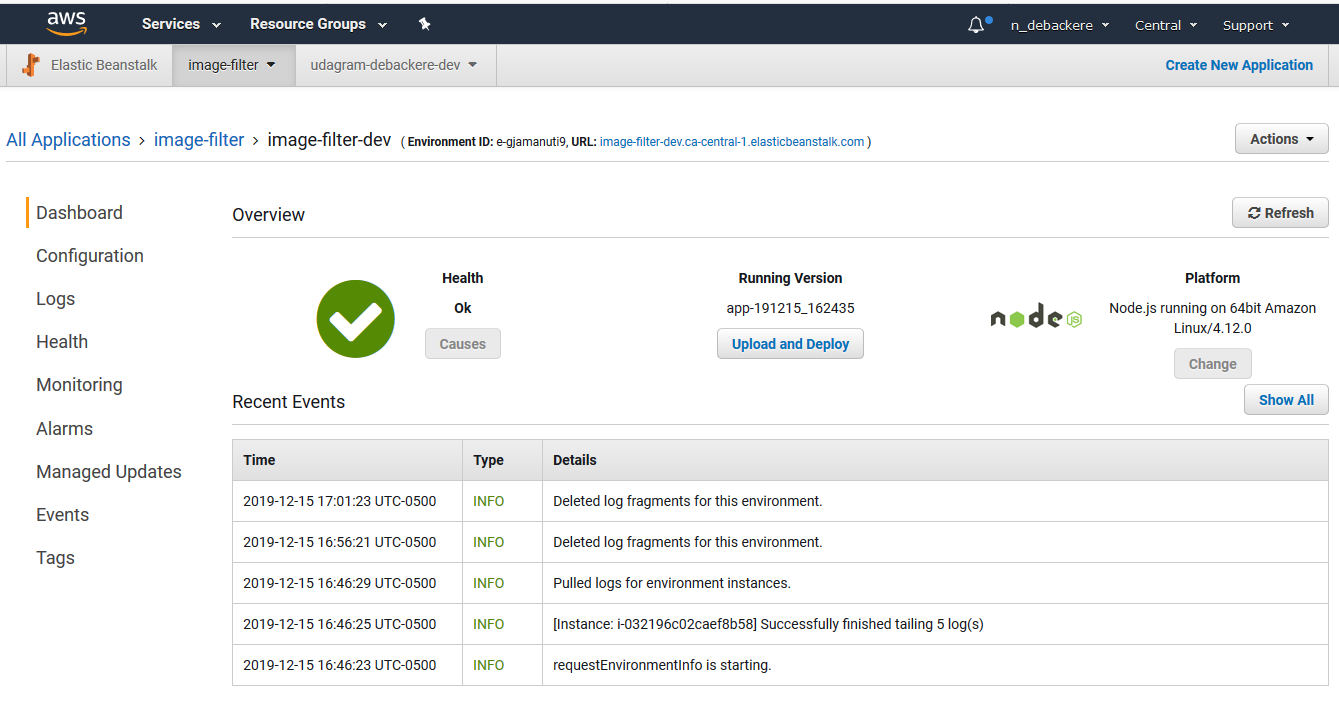 aws Services Resource Groups n_debackere Central Support
Elastic Beanstalk image-filter udagram-debackere-dev Create New Application
All Applications > image-filter > image-filter-dev ( Environment ID: e-gjamanuti9, URL: image-filter-dev.ca-central-1.elasticbeanstalk.com ) Actions
Dashboard
Configuration
Logs
Health
Monitoring
Alarms
Managed Updates
Events
Tags
Overview Refresh
Health
Ok
Causes
Running Version
app-191215_162435
Upload and Deploy
node JS
Platform
Node.js running on 64bit Amazon
Linux/4.12.0
Change
Recent Events Show All
Time Type Details
2019-12-15 17:01:23 UTC-0500 INFO Deleted log fragments for this environment.
2019-12-15 16:56:21 UTC-0500 INFO Deleted log fragments for this environment.
2019-12-15 16:46:29 UTC-0500 INFO Pulled logs for environment instances.
2019-12-15 16:46:25 UTC-0500 INFO [Instance: i-032196c02caef8b58] Successfully finished tailing 5 log(s)
2019-12-15 16:46:23 UTC-0500 INFO requestEnvironmentInfo is starting.